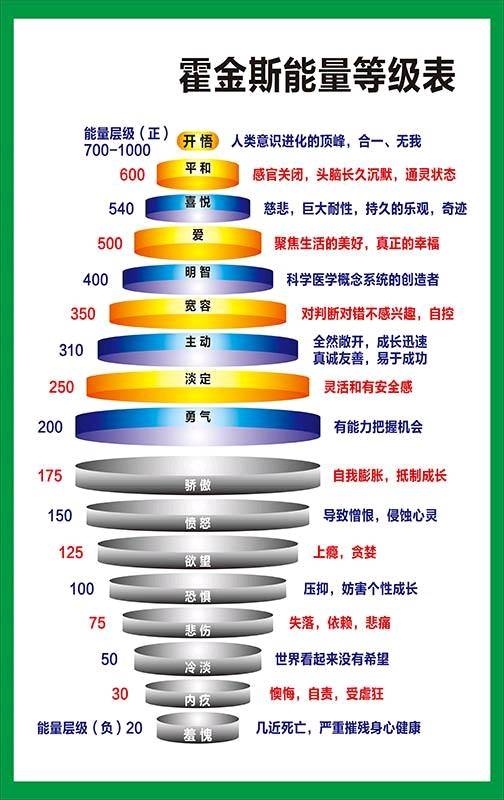 霍金斯能量等级表
能量层级（正）
700-1000
开悟
人类意识进化的顶峰，合一、无我
600
平和
感官关闭，头脑长久沉默，通灵状态
540
喜悦
慈悲，巨大耐性，持久的乐观，奇迹
500
爱
聚焦生活的美好，真正的幸福
400
明智
科学医学概念系统的创造者
350
宽容
对判断对错不感兴趣，自控
310
主动
全然敞开，成长迅速
真诚友善，易于成功
250
淡定
灵活和有安全感
200
勇气
有能力把握机会
175
骄傲
自我膨胀，抵制成长
150
愤怒
导致憎恨，侵蚀心灵
125
欲望
上瘾，贪婪
100
恐惧
压抑，妨害个性成长
75
悲伤
失落，依赖，悲痛
50
冷淡
世界看起来没有希望
30
内疚
懊悔，自责，受虐狂
能量层级（负）20
羞愧
几近死亡，严重摧残身心健康